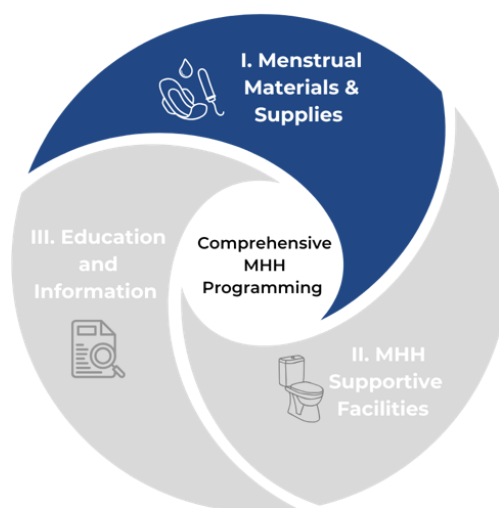 I. Menstrual
Materials &
Supplies
III. Education
and
Information
Comprehensive
MHH
Programming
II. MHH
Supportive
Facilities